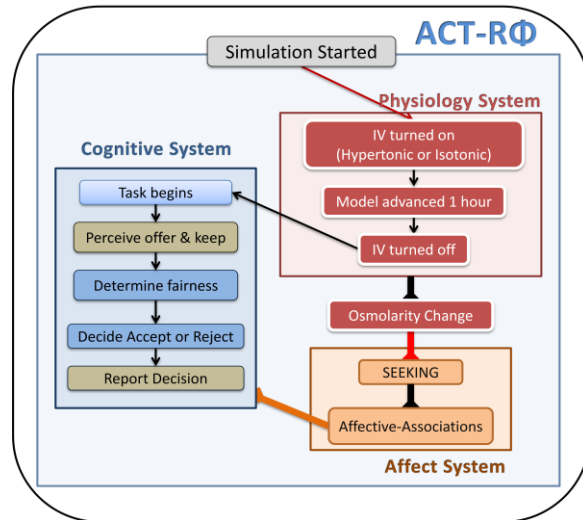 ACT-RΦ
Simulation Started
Physiology System
IV turned on
(Hypertonic or Isotonic)
Model advanced 1 hour
IV turned off
Cognitive System
Task begins
Perceive offer & keep
Determine fairness
Decide Accept or Reject
Report Decision
Osmolarity Change
SEEKING
Affective-Associations
Affect System